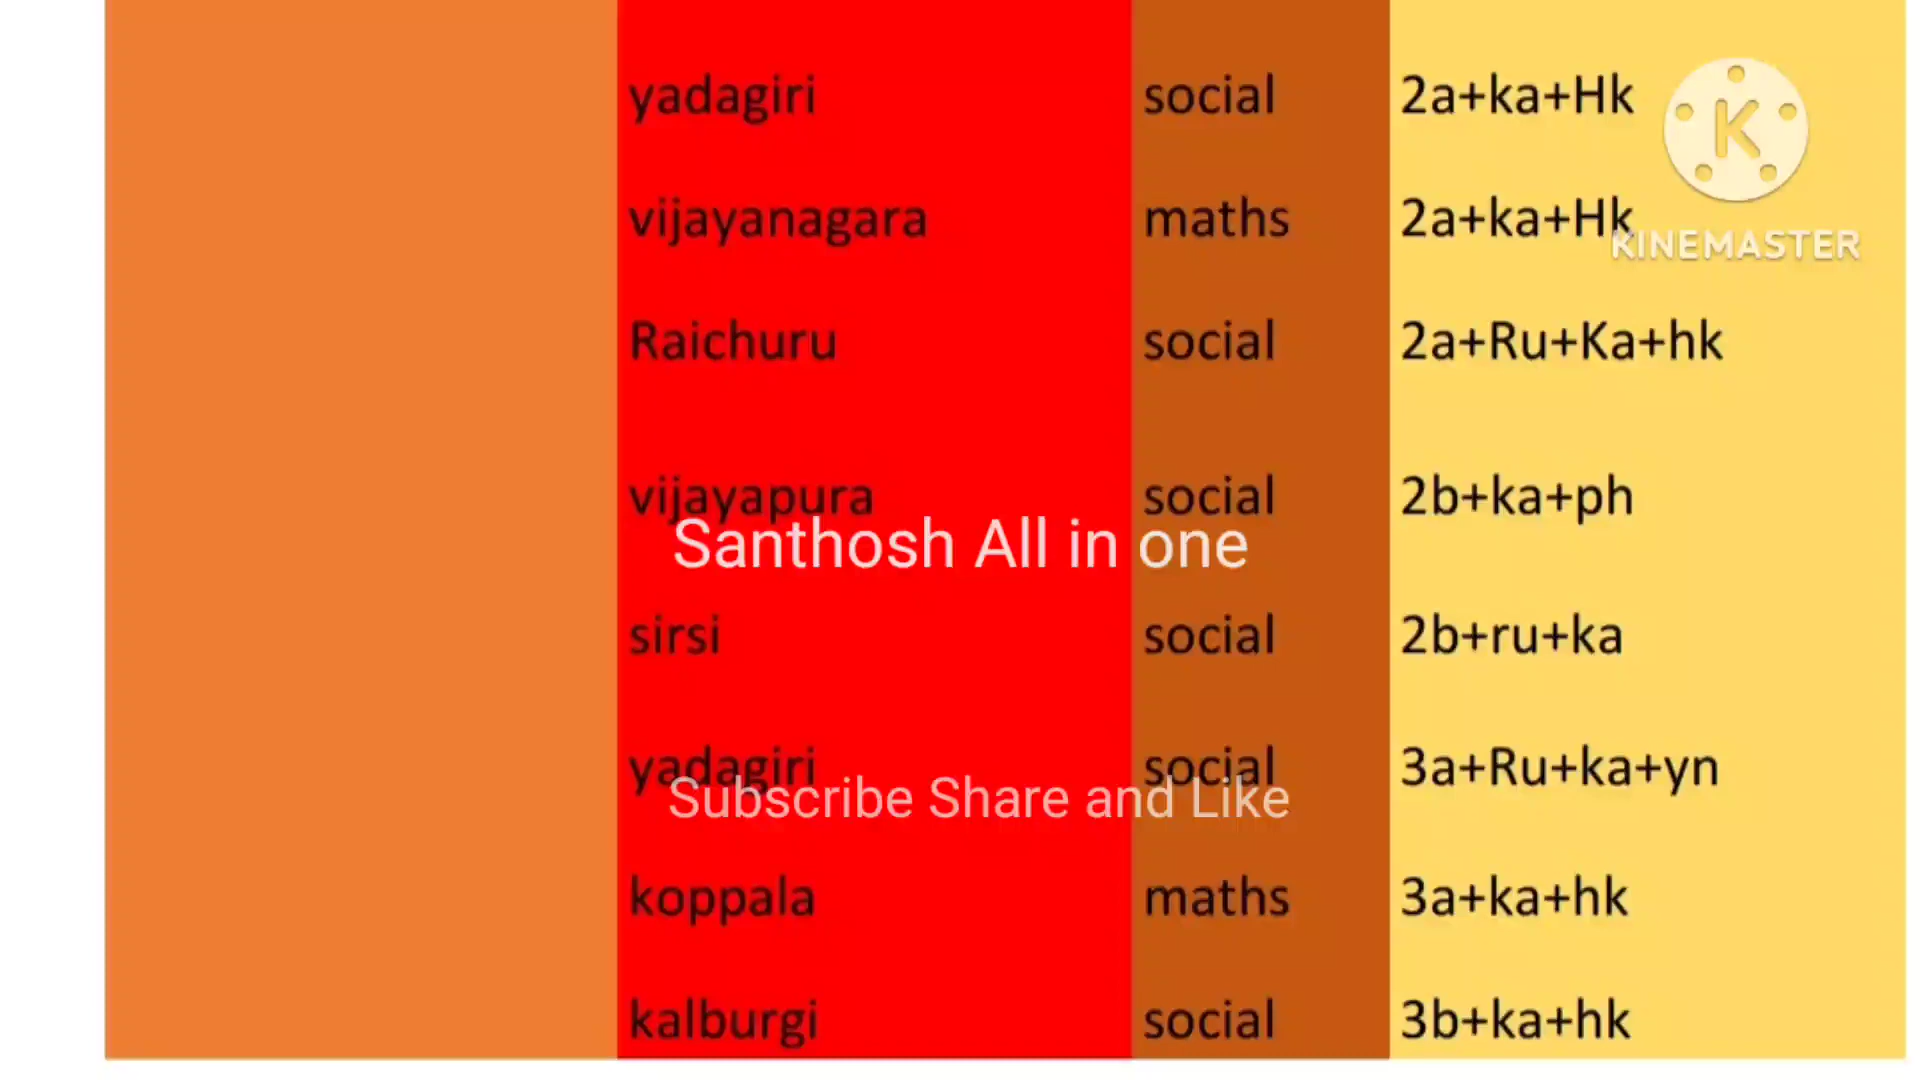 yadagiri social 2a+ka+Hk
vijayanagara maths 2a+ka+Hk
KINEMASTER
Raichuru social 2a+Ru+Ka+hk
vijayapura social 2b+ka+ph
Santhosh All in one
sirsi social 2b+ru+ka
yadagiri social 3a+Ru+ka+yn
Subscribe Share and Like
koppala maths 3a+ka+hk
kalburgi social 3b+ka+hk